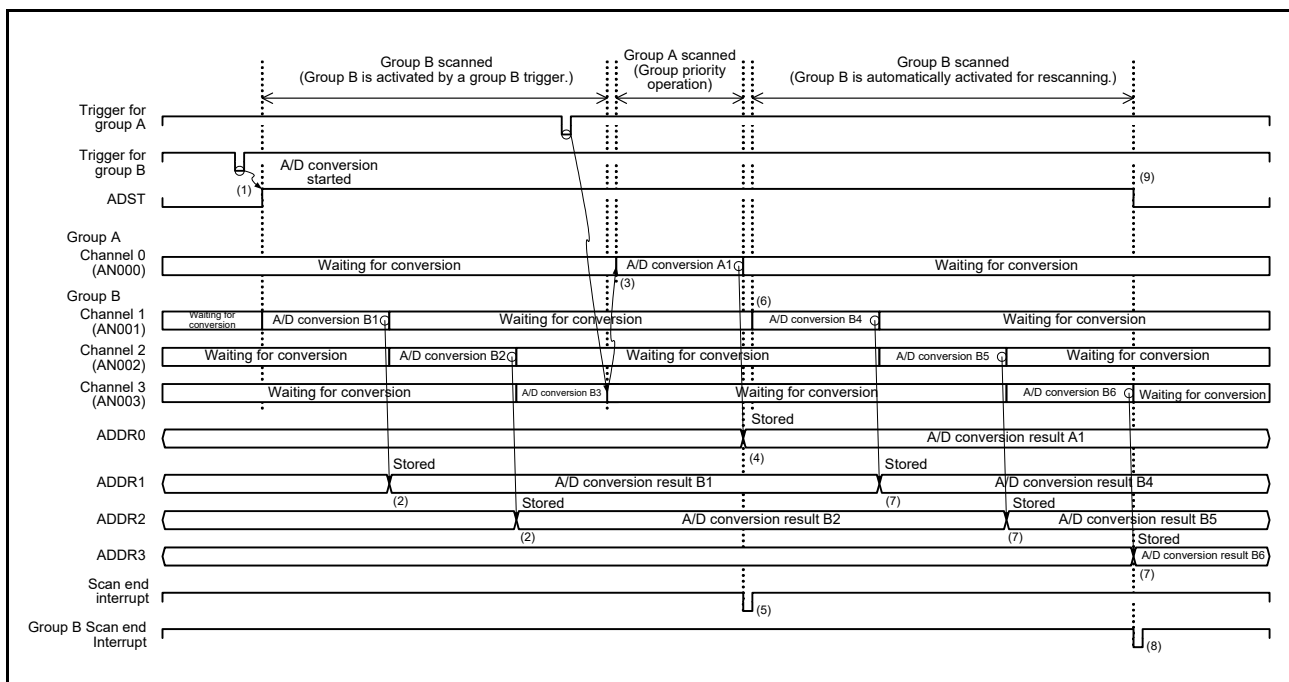 Group B scanned
(Group B is activated by a group B trigger.)
Group A scanned
(Group priority
operation)
Group B scanned
(Group B is automatically activated for rescanning.)
Trigger for
group A
Trigger for
group B
A/D conversion
started
(1)
(9)
ADST
Group A
Channel 0
(AN000)
Waiting for conversion
A/D conversion A1
Waiting for conversion
(3)
Group B
(6)
Channel 1
(AN001)
Waiting for
conversion
A/D conversion B1
Waiting for conversion
A/D conversion B4
Waiting for conversion
Channel 2
(AN002)
Waiting for conversion
A/D conversion B2
Waiting for conversion
A/D conversion B5
Waiting for conversion
Channel 3
(AN003)
Waiting for conversion
A/D conversion B3
Waiting for conversion
A/D conversion B6
Waiting for conversion
Stored
ADDR0
A/D conversion result A1
(4)
Stored
Stored
ADDR1
A/D conversion result B1
A/D conversion result B4
(2)
(7)
Stored
Stored
ADDR2
A/D conversion result B2
A/D conversion result B5
(2)
(7)
Stored
ADDR3
A/D conversion result B6
(7)
Scan end
interrupt
(5)
Group B Scan end
Interrupt
(8)